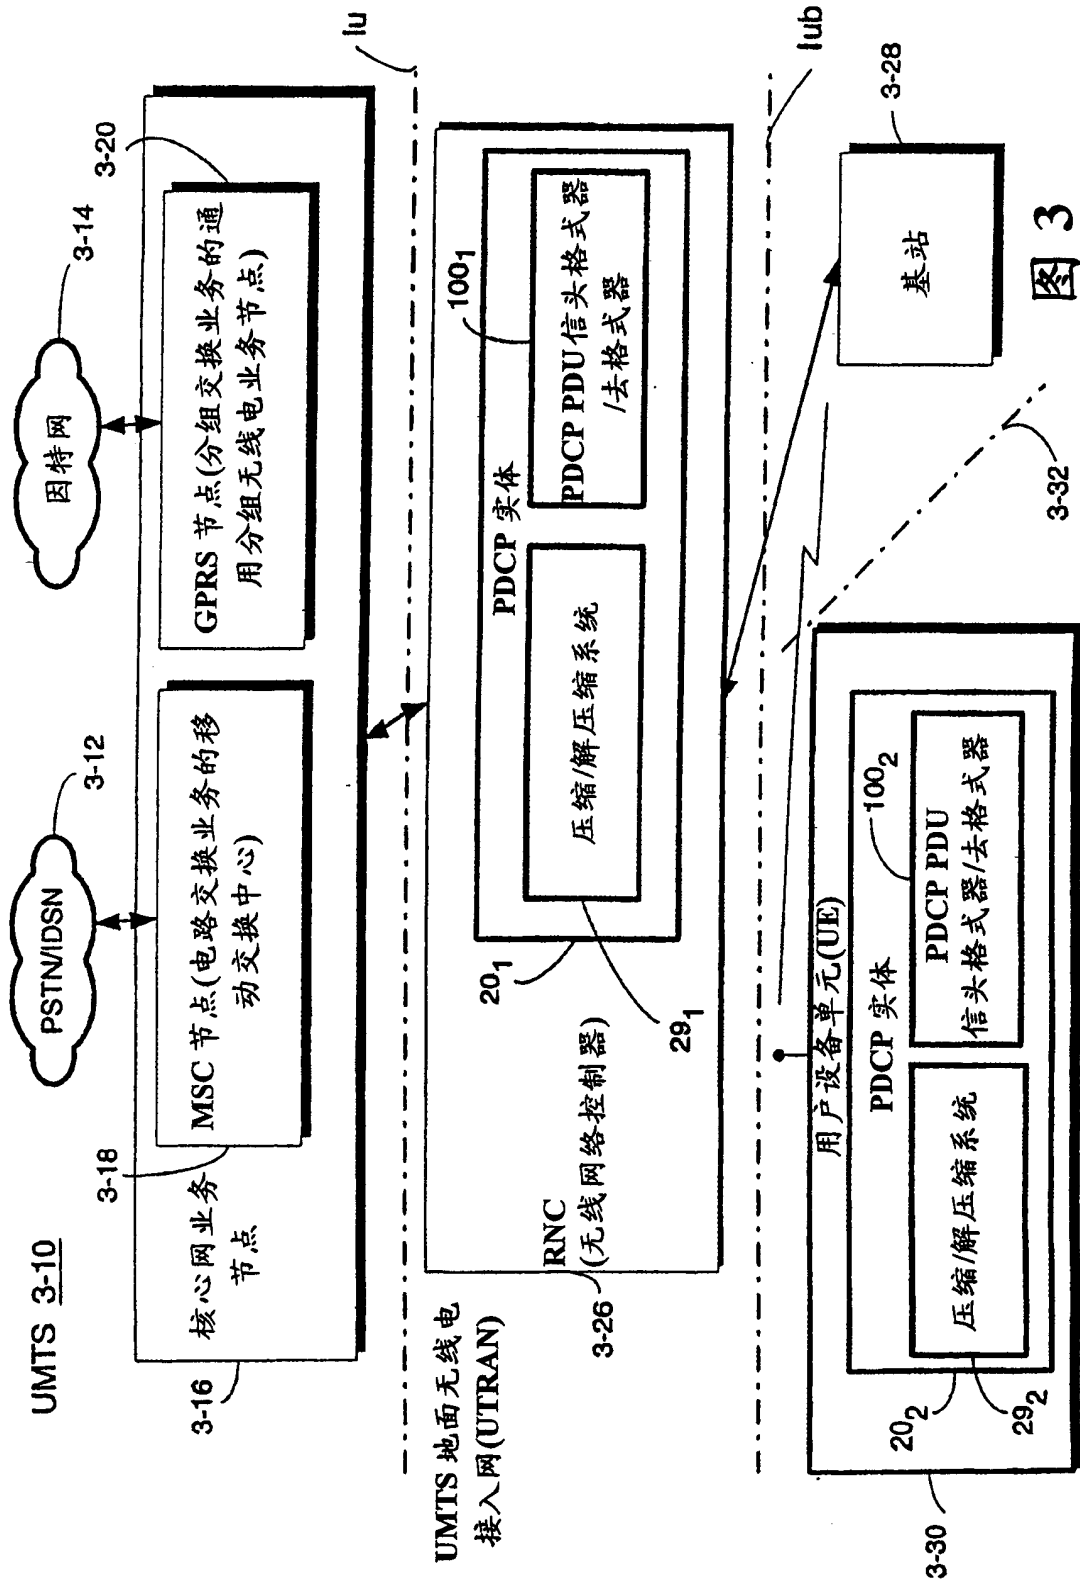 UMTS 3-10
PSTN/IDSN
3-12
因特网
3-14
3-16
核心网业务
节点
3-18
MSC 节点(电路交换业务的移
动交换中心)
GPRS 节点(分组交换业务的通
用分组无线电业务节点)
3-20
Iu
UMTS 地面无线电
接入网(UTRAN)
3-26
RNC
(无线网络控制器)
20₁
29₁
PDCP 实体
压缩/解压缩系统
PDCP PDU信头格式器
/去格式器
100₁
Iub
3-30
用户设备单元(UE)
PDCP 实体
20₂
29₂
压缩/解压缩系统
PDCP PDU
信头格式器/去格式器
100₂
3-32
基站
3-28
图 3